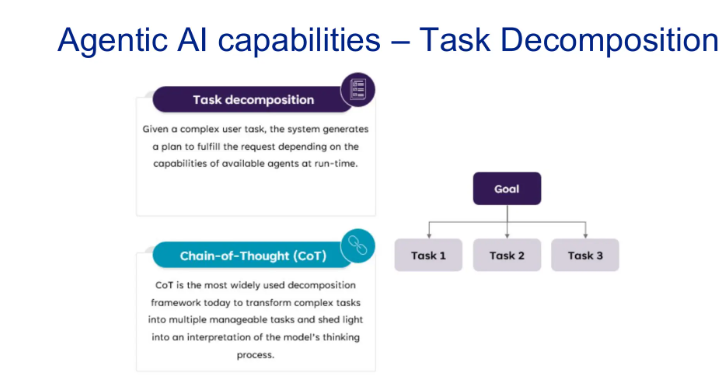 Agentic AI capabilities – Task Decomposition
Task decomposition
Given a complex user task, the system generates
a plan to fulfill the request depending on the
capabilities of available agents at run-time.
Chain-of-Thought (CoT)
CoT is the most widely used decomposition
framework today to transform complex tasks
into multiple manageable tasks and shed light
into an interpretation of the model's thinking
process.
Goal
Task 1
Task 2
Task 3